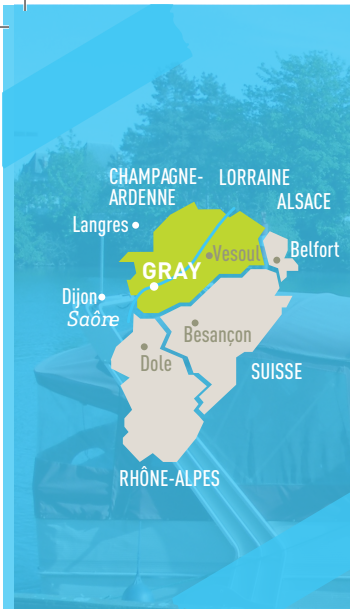 CHAMPAGNE-
ARDENNE
LORRAINE
ALSACE
Langres
Vesoul
Belfort
GRAY
Dijon
Saône
Besançon
Dole
SUISSE
RHÔNE-ALPES